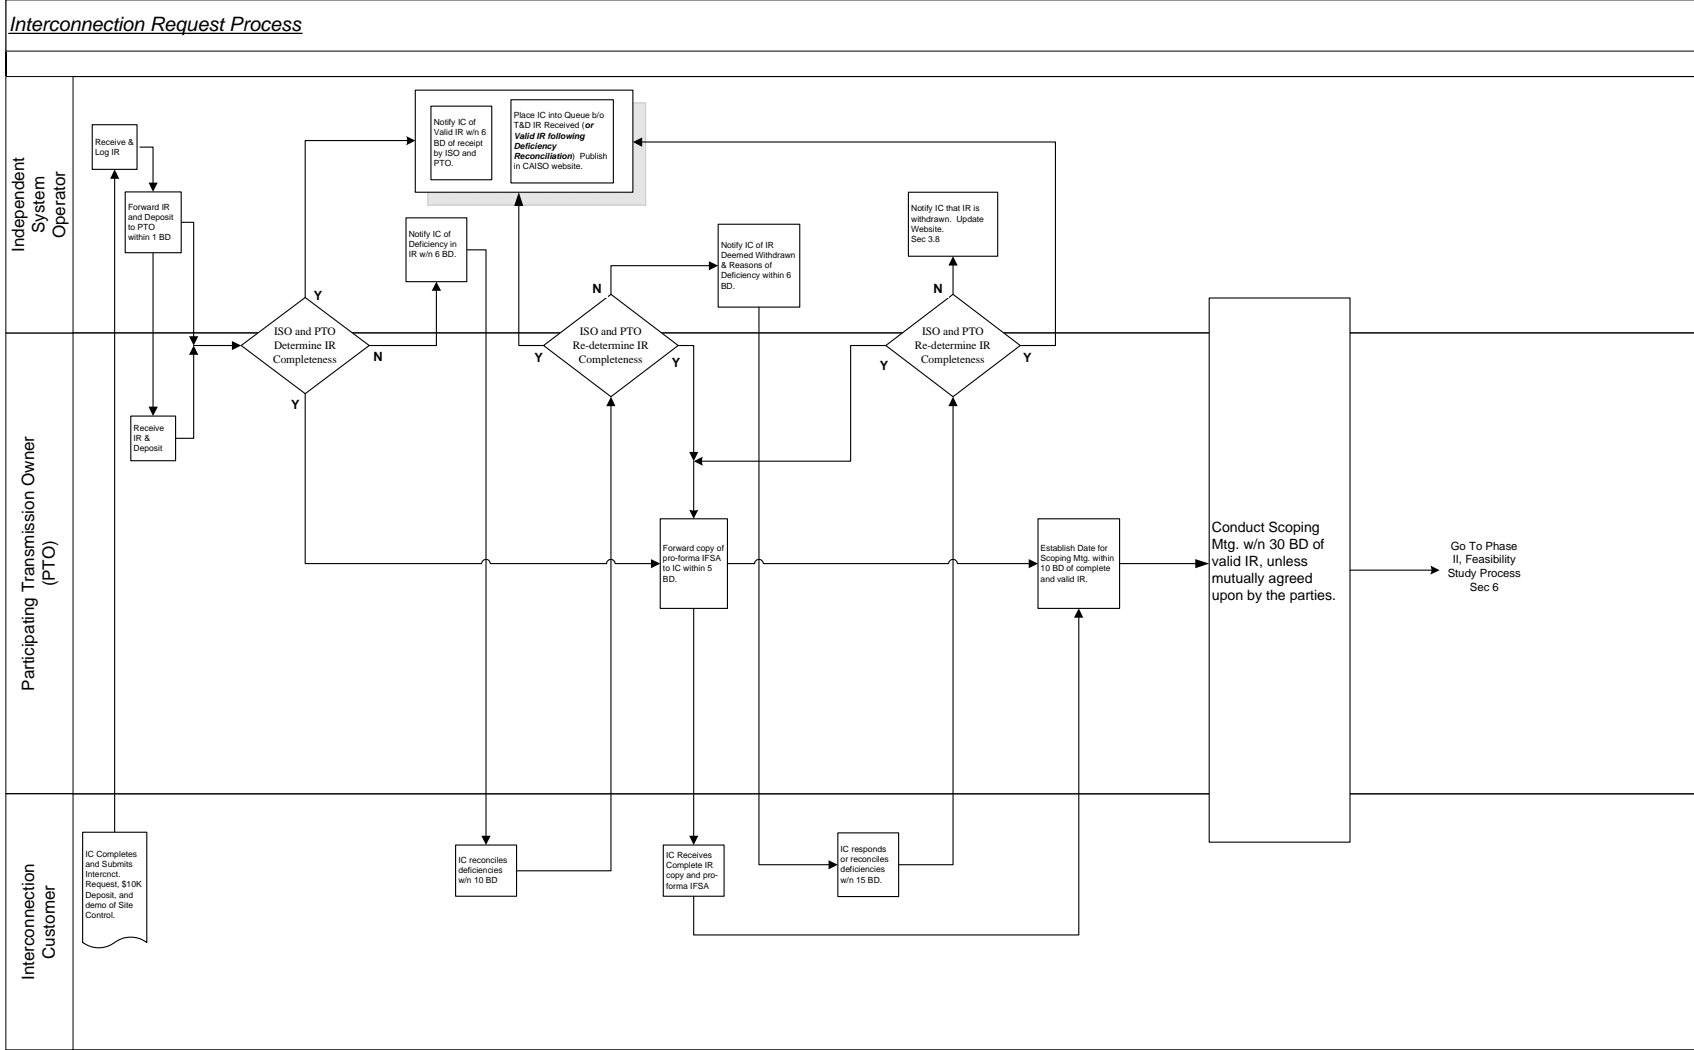 Interconnection Request Process
Independent
System
Operator
Receive &
Log IR
Forward IR
and Deposit
to PTO
within 1 BD
Notify IC of
Valid IR w/n 6
BD of receipt
by ISO and
PTO.
Place IC into Queue b/o
T&D IR Received (or
Valid IR following
Deficiency
Reconciliation) Publish
in CAISO website.
Notify IC of
Deficiency in
IR w/n 6 BD.
Notify IC of IR
Deemed Withdrawn
& Reasons of
Deficiency within 6
BD.
Notify IC that IR is
withdrawn. Update
Website.
Sec 3.8
Y
ISO and PTO
Determine IR
Completeness
N
Y
N
ISO and PTO
Re-determine IR
Completeness
Y
Y
N
ISO and PTO
Re-determine IR
Completeness
Y
Y
Participating Transmission Owner
(PTO)
Receive
IR &
Deposit
Forward copy of
pro-forma IFSA
to IC within 5
BD.
Establish Date for
Scoping Mtg. within
10 BD of complete
and valid IR.
Conduct Scoping
Mtg. w/n 30 BD of
valid IR, unless
mutually agreed
upon by the parties.
Go To Phase
II, Feasibility
Study Process
Sec 6
Interconnection
Customer
IC Completes
and Submits
Intercnct.
Request, $10K
Deposit, and
demo of Site
Control.
IC reconciles
deficiencies
w/n 10 BD
IC Receives
Complete IR
copy and pro-
forma IFSA
IC responds
or reconciles
deficiencies
w/n 15 BD.